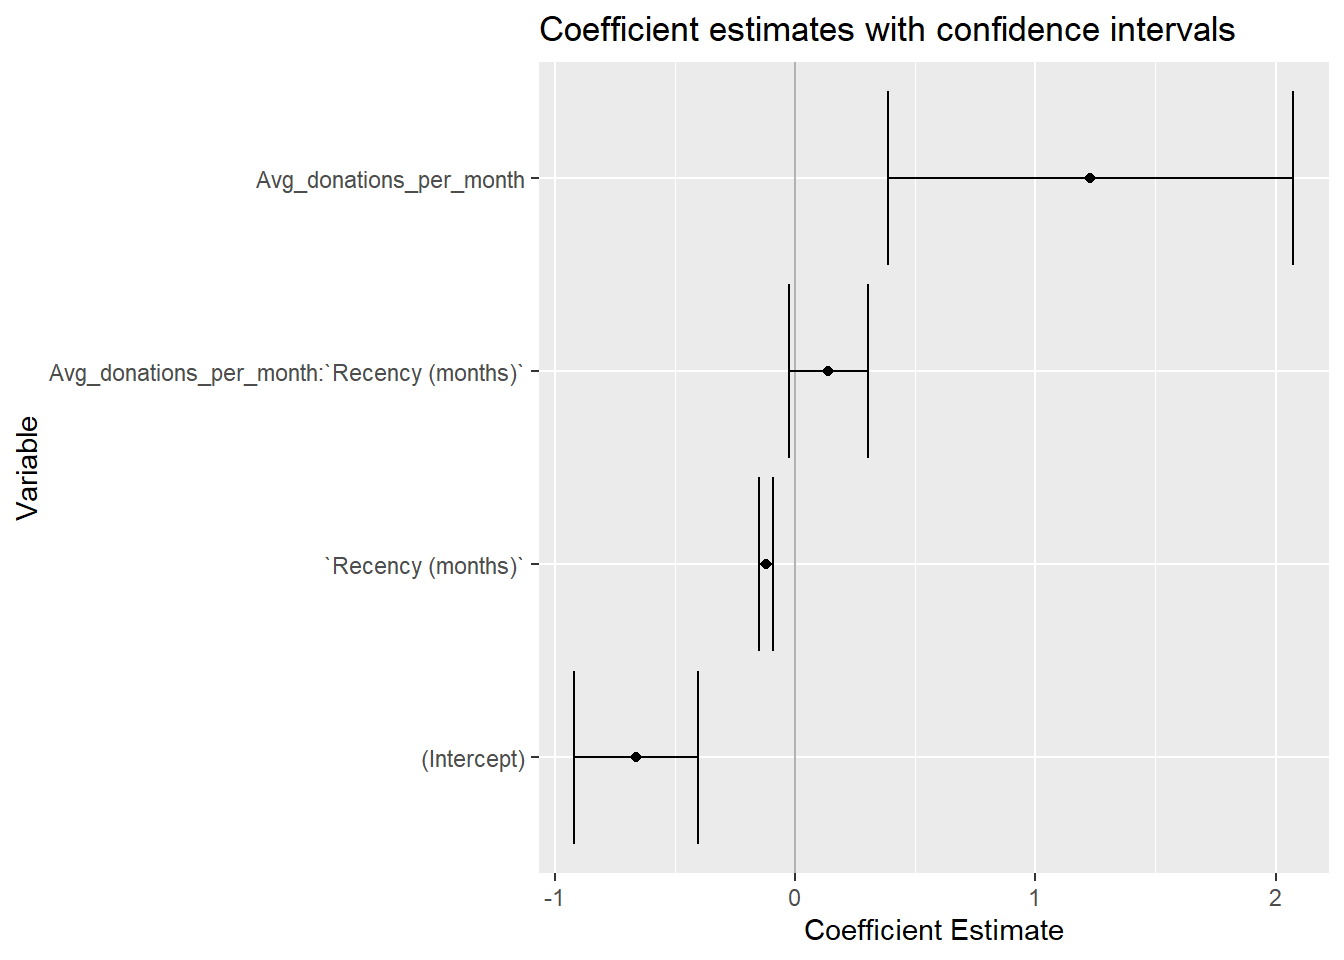 Coefficient estimates with confidence intervals
Avg_donations_per_month
Avg_donations_per_month:`Recency (months)`
`Recency (months)`
(Intercept)
Variable
-1
0
1
2
Coefficient Estimate